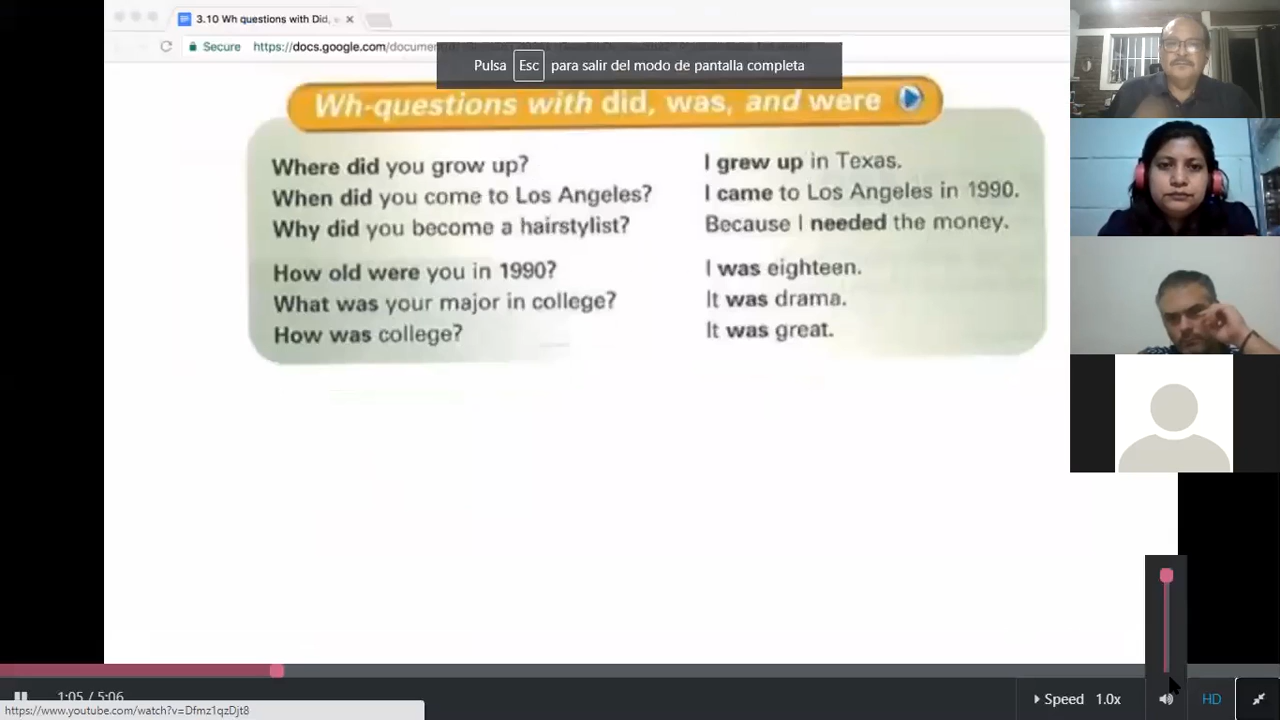 3.10 Wh questions with Did,
Secure https://docs.google.com/document
Pulsa Esc para salir del modo de pantalla completa
Wh-questions with did, was, and were
Where did you grow up? I grew up in Texas.
When did you come to Los Angeles? I came to Los Angeles in 1990.
Why did you become a hairstylist? Because I needed the money.
How old were you in 1990? I was eighteen.
What was your major in college? It was drama.
How was college? It was great.
1:05 / 5:06
Speed 1.0x
HD
https://www.youtube.com/watch?v=Dfmz1qzDjt8